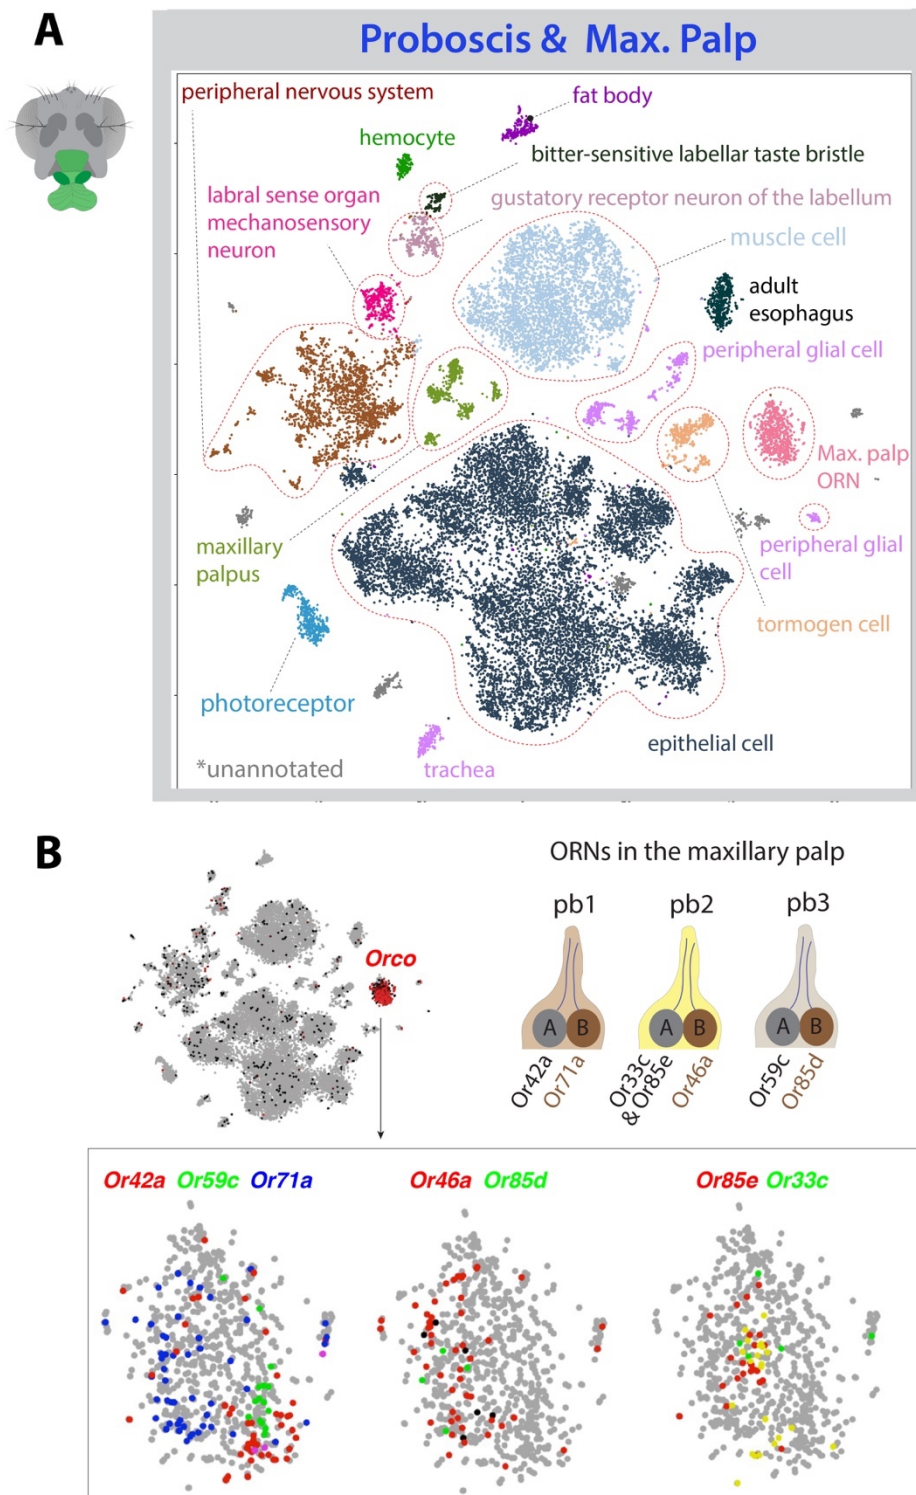 A
Proboscis & Max. Palp
peripheral nervous system
fat body
hemocyte
bitter-sensitive labellar taste bristle
labral sense organ
mechanosensory
neuron
gustatory receptor neuron of the labellum
muscle cell
adult
esophagus
peripheral glial cell
Max. palp
ORN
maxillary
palpus
peripheral glial
cell
tormogen cell
photoreceptor
epithelial cell
*unannotated
trachea
B
ORNs in the maxillary palp
pb1 pb2 pb3
Orco
A B A B A B
Or42a Or71a Or33c & Or85e Or46a Or59c Or85d
Or42a Or59c Or71a Or46a Or85d Or85e Or33c